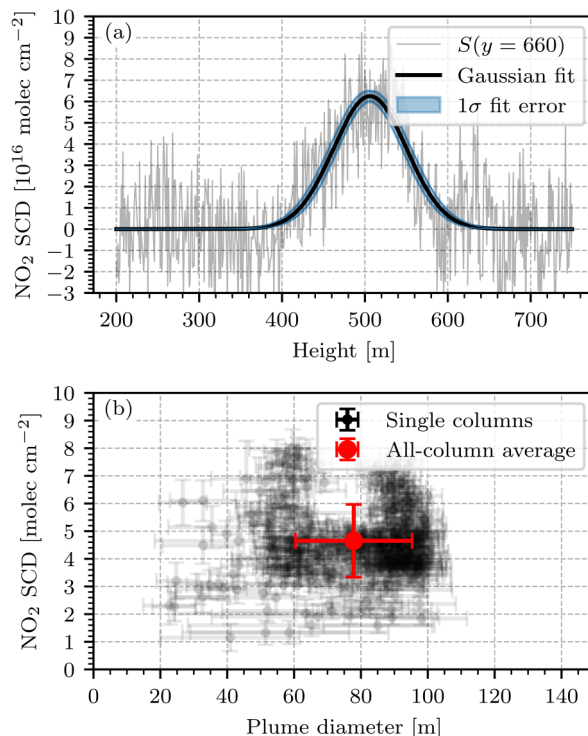 (a)
S(y = 660)
Gaussian fit
1σ fit error
NO₂ SCD [10¹⁶ molec cm⁻²]
10
9
8
7
6
5
4
3
2
1
0
−1
−2
−3
200 300 400 500 600 700
Height [m]
(b)
Single columns
All-column average
NO₂ SCD [molec cm⁻²]
10
9
8
7
6
5
4
3
2
1
0
0 20 40 60 80 100 120 140
Plume diameter [m]